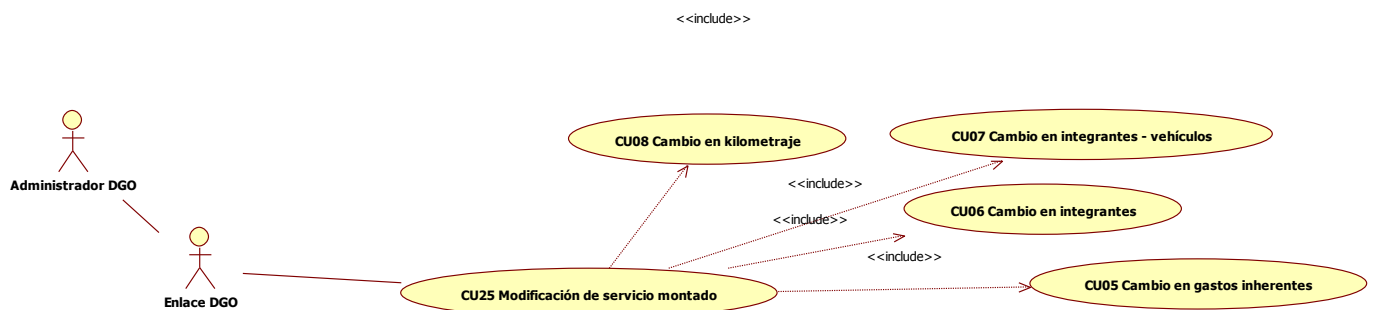 <<include>>
CU08 Cambio en kilometraje
CU07 Cambio en integrantes - vehículos
Administrador DGO
<<include>>
CU06 Cambio en integrantes
<<include>>
<<include>>
CU05 Cambio en gastos inherentes
CU25 Modificación de servicio montado
Enlace DGO